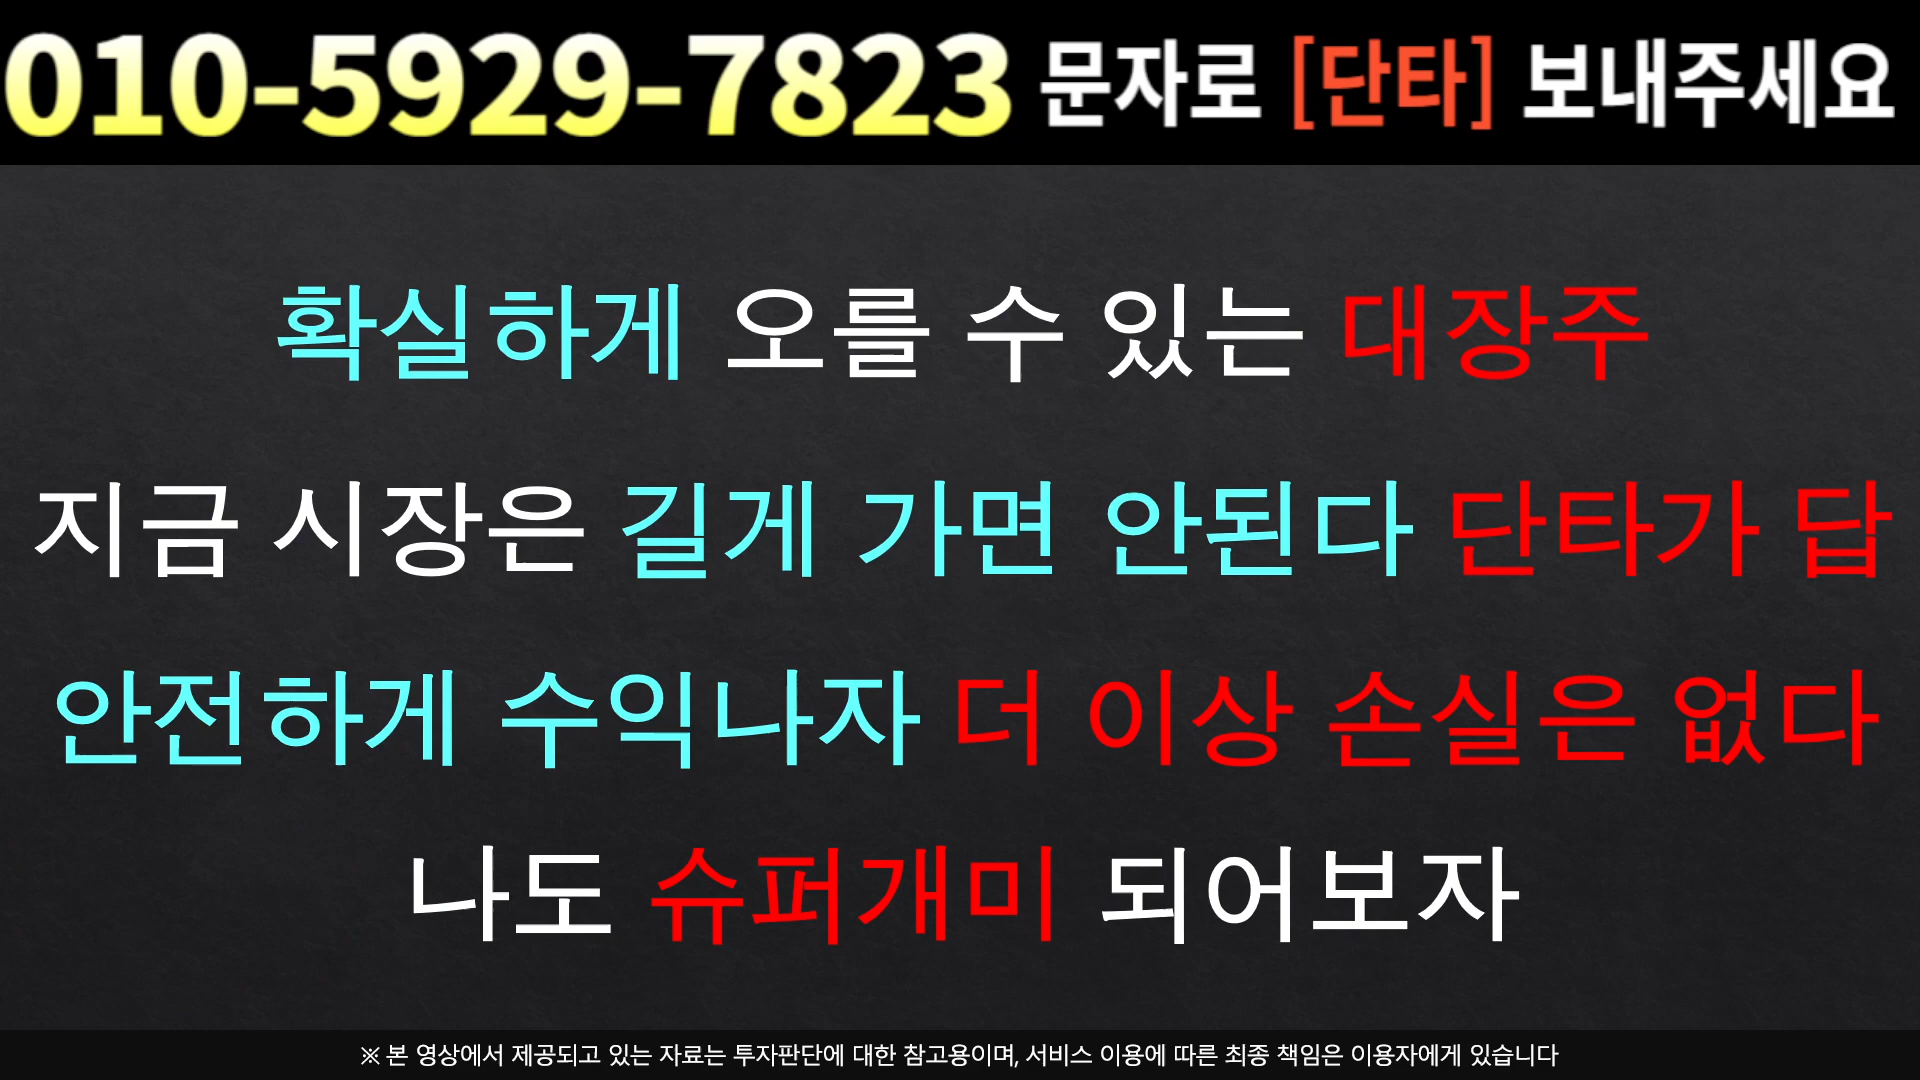 010-5929-7823 문자로 [단타] 보내주세요
확실하게 오를 수 있는 대장주
지금 시장은 길게 가면 안된다 단타가 답
안전하게 수익나자 더 이상 손실은 없다
나도 슈퍼개미 되어보자
※ 본 영상에서 제공되고 있는 자료는 투자판단에 대한 참고용이며, 서비스 이용에 따른 최종 책임은 이용자에게 있습니다